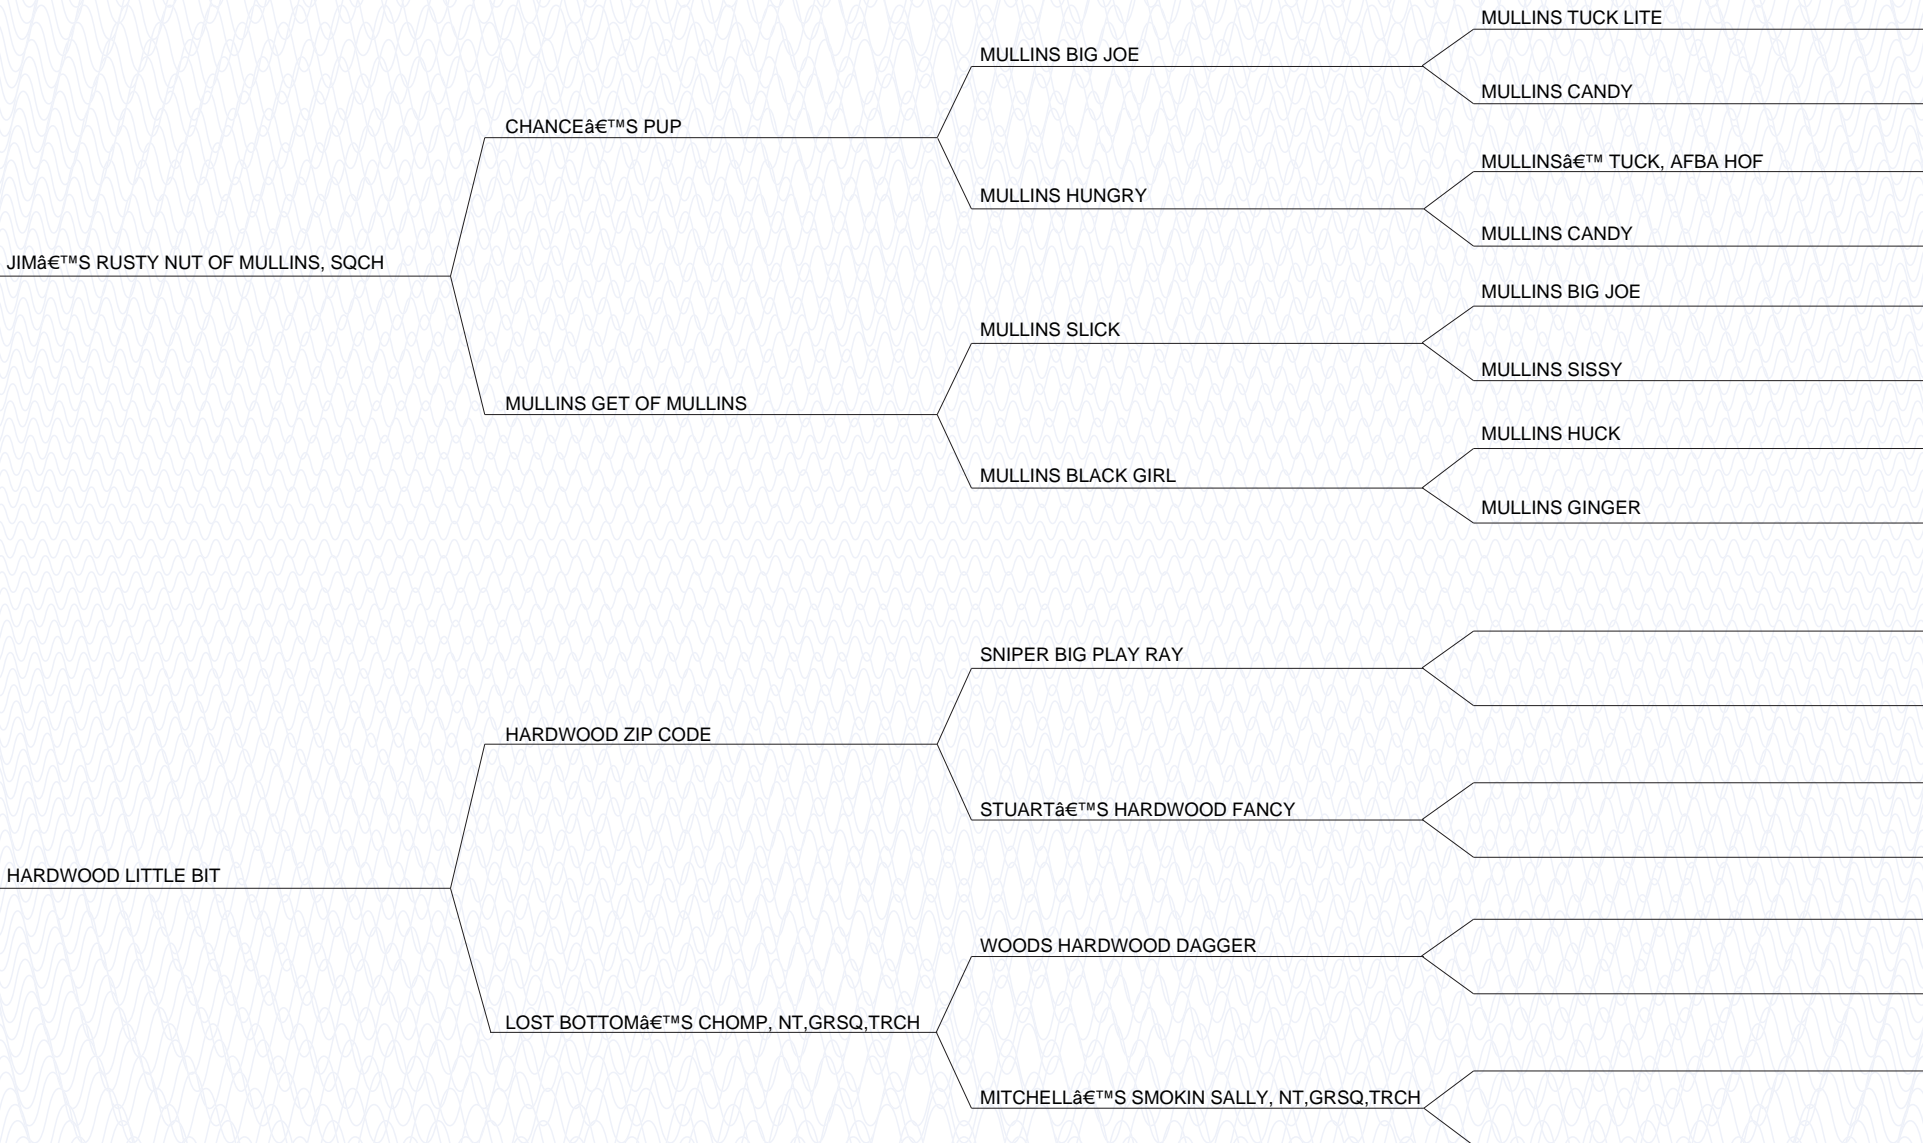 MULLINS TUCK LITE
MULLINS BIG JOE
MULLINS CANDY
CHANCEâ€™S PUP
MULLINSâ€™ TUCK, AFBA HOF
MULLINS HUNGRY
MULLINS CANDY
JIMâ€™S RUSTY NUT OF MULLINS, SQCH
MULLINS BIG JOE
MULLINS SLICK
MULLINS SISSY
MULLINS GET OF MULLINS
MULLINS HUCK
MULLINS BLACK GIRL
MULLINS GINGER
SNIPER BIG PLAY RAY
HARDWOOD ZIP CODE
STUARTâ€™S HARDWOOD FANCY
HARDWOOD LITTLE BIT
WOODS HARDWOOD DAGGER
LOST BOTTOMâ€™S CHOMP, NT,GRSQ,TRCH
MITCHELLâ€™S SMOKIN SALLY, NT,GRSQ,TRCH